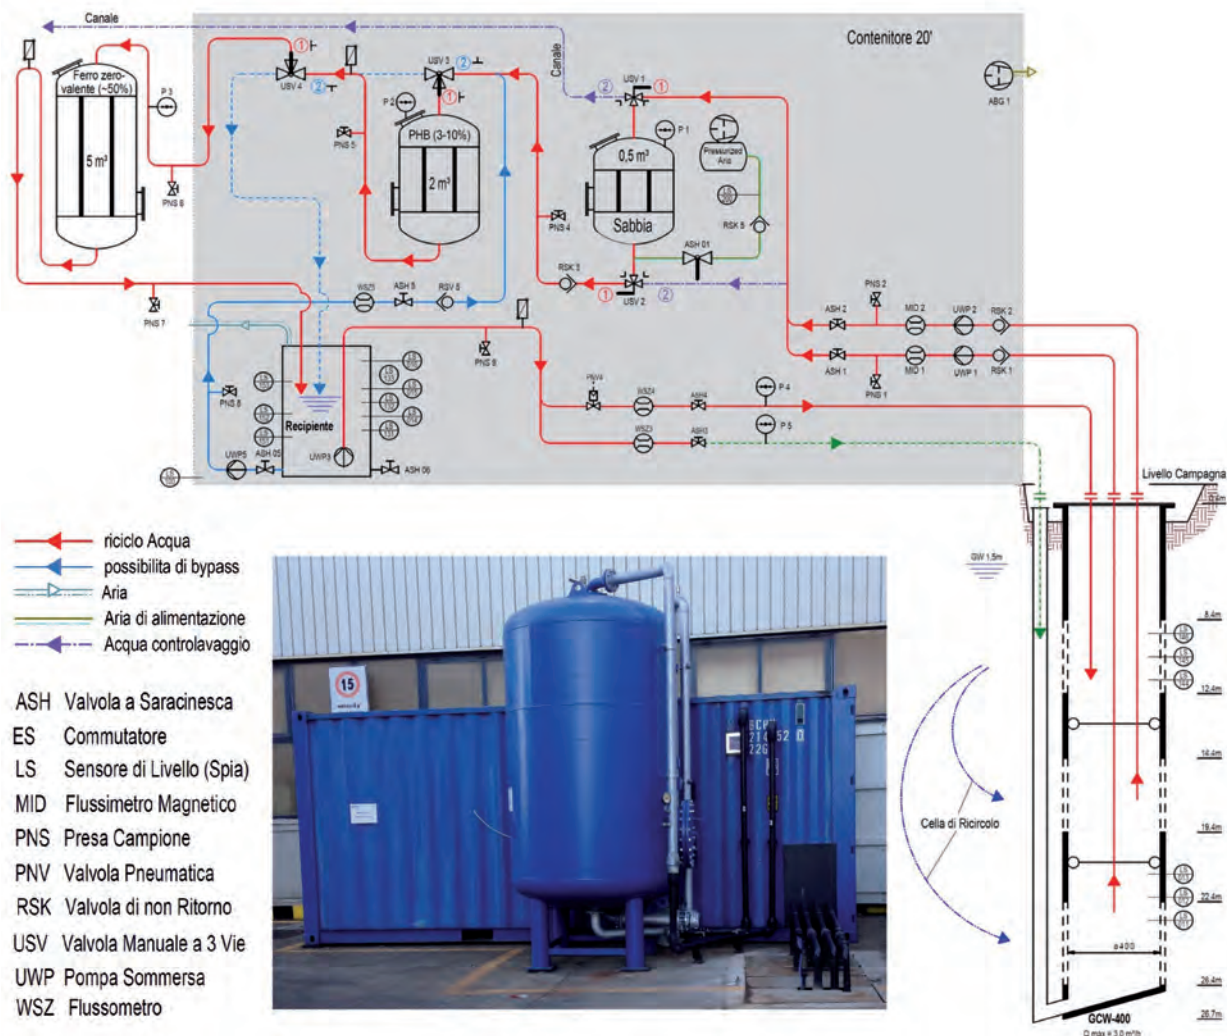 Canale
Contenitore 20'
Canale
Ferro zero-
valente (~50%)
5 m³
P 3
PNS 6
1
USV 4
2
USV 3
2
1
P 2
PNS 5
PHB (3-10%)
2 m³
USV 1
1
2
P 1
0,5 m³
Sabbia
Pressurized
Aria
RSK 5
ASH 01
ABG 1
PNS 4
RSK 3
1
USV 2
2
WSZ5
ASH 5
RSV 5
PNS 7
PNS 2
ASH 2
MID 2
UWP 2
RSK 2
ASH 1
MID 1
UWP 1
RSK 1
PNS 1
PNS 8
Recipiente
UWP3
UWP5
ASH 05
ASH 06
WSZ4
ASH4
P 4
WSZ3
ASH3
P 5
Livello Campagna
GW 1,5m
8.4m
12.4m
14.4m
19.4m
22.4m
26.4m
26.7m
Cella di Ricircolo
ø400
GCW-400
riciclo Acqua
possibilita di bypass
Aria
Aria di alimentazione
Acqua controlavaggio
ASH Valvola a Saracinesca
ES Commutatore
LS Sensore di Livello (Spia)
MID Flussimetro Magnetico
PNS Presa Campione
PNV Valvola Pneumatica
RSK Valvola di non Ritorno
USV Valvola Manuale a 3 Vie
UWP Pompa Sommersa
WSZ Flussometro
15